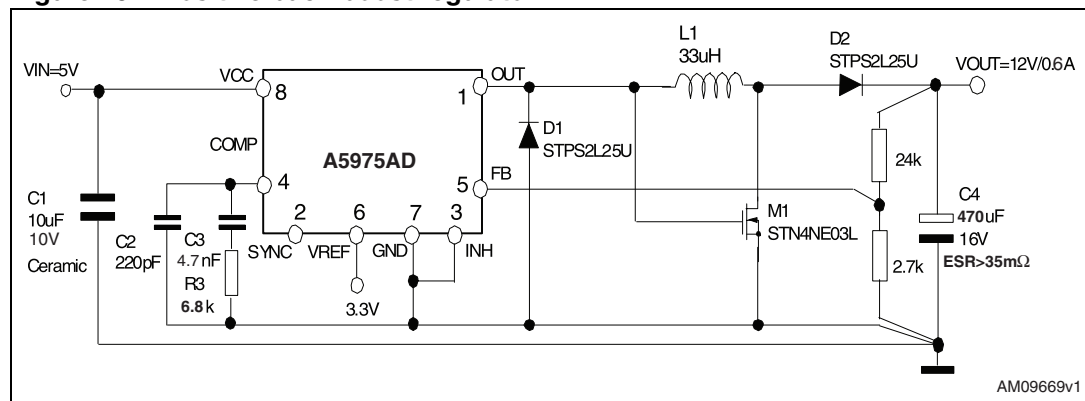 L1
33uH
D2
STPS2L25U
VIN=5V
VOUT=12V/0.6A
VCC
OUT
8
1
D1
STPS2L25U
COMP
A5975AD
24k
4
FB
5
C1
10uF
10V
Ceramic
C2
220pF
C3
4.7nF
R3
6.8k
2
6
7
3
SYNC
VREF
GND
INH
3.3V
M1
STN4NE03L
2.7k
C4
470uF
16V
ESR>35mΩ
AM09669v1